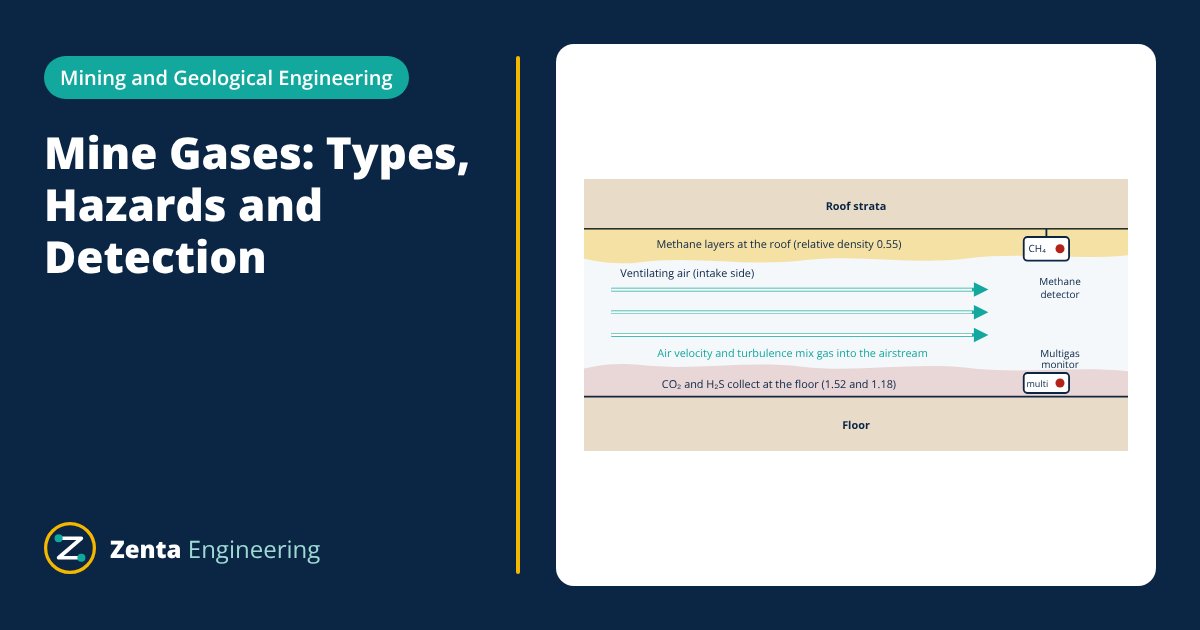 Mining and Geological Engineering
Mine Gases: Types,
Hazards and
Detection
Zenta Engineering
Roof strata
Methane layers at the roof (relative density 0.55)
CH₄
Ventilating air (intake side)
Methane
detector
Air velocity and turbulence mix gas into the airstream
Multigas
monitor
CO₂ and H₂S collect at the floor (1.52 and 1.18)
multi
Floor